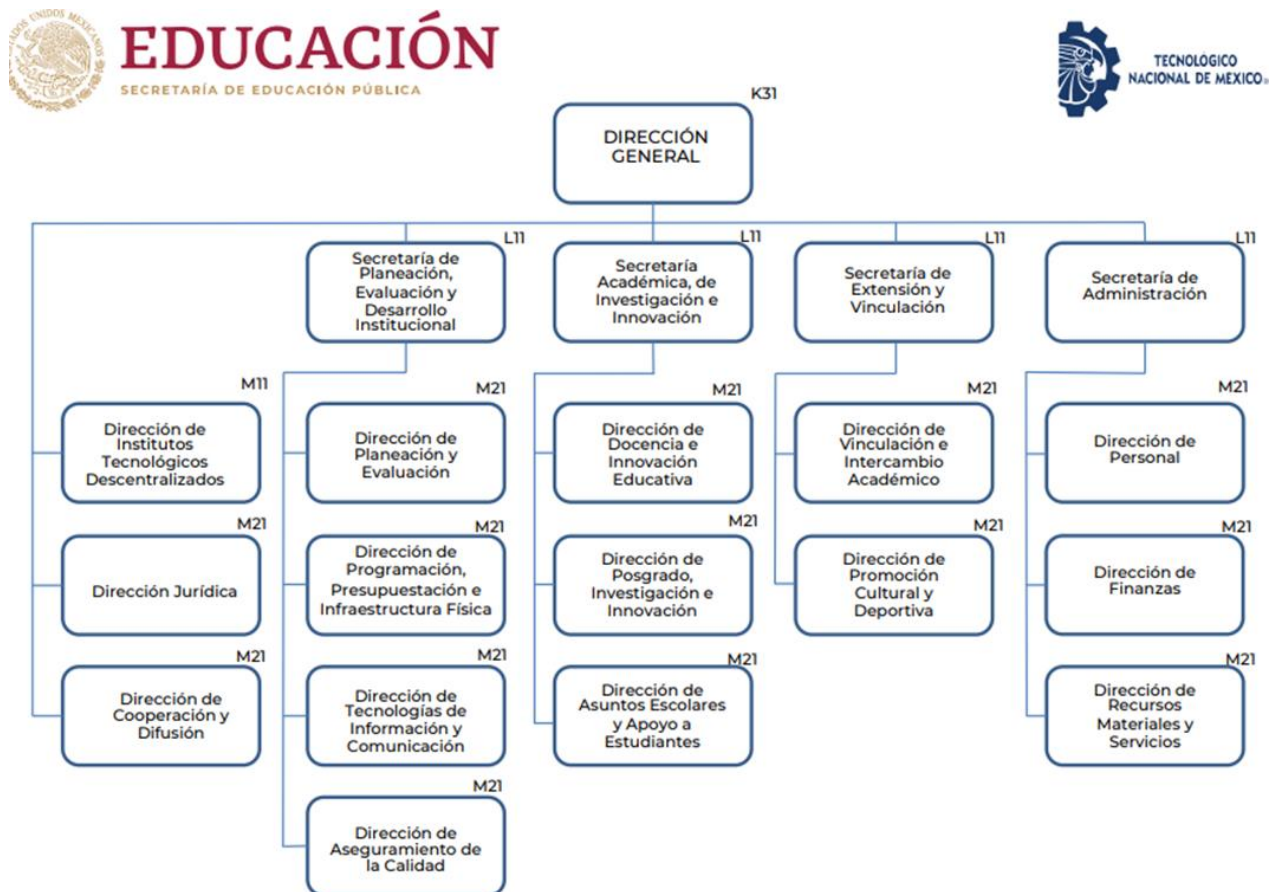 ESTADOS UNIDOS MEXICANOS
EDUCACIÓN
SECRETARÍA DE EDUCACIÓN PÚBLICA
TECNOLÓGICO
NACIONAL DE MÉXICO®
K31
DIRECCIÓN
GENERAL
L11
Secretaría de
Planeación,
Evaluación y
Desarrollo
Institucional
L11
Secretaría
Académica, de
Investigación e
Innovación
L11
Secretaría de
Extensión y
Vinculación
L11
Secretaría de
Administración
M11
Dirección de
Institutos
Tecnológicos
Descentralizados
M21
Dirección Jurídica
M21
Dirección de
Cooperación y
Difusión
M21
Dirección de
Planeación y
Evaluación
M21
Dirección de
Programación,
Presupuestación e
Infraestructura Física
M21
Dirección de
Tecnologías de
Información y
Comunicación
M21
Dirección de
Aseguramiento de
la Calidad
M21
Dirección de
Docencia e
Innovación
Educativa
M21
Dirección de
Posgrado,
Investigación e
Innovación
M21
Dirección de
Asuntos Escolares
y Apoyo a
Estudiantes
M21
Dirección de
Vinculación e
Intercambio
Académico
M21
Dirección de
Promoción
Cultural y
Deportiva
M21
Dirección de
Personal
M21
Dirección de
Finanzas
M21
Dirección de
Recursos
Materiales y
Servicios